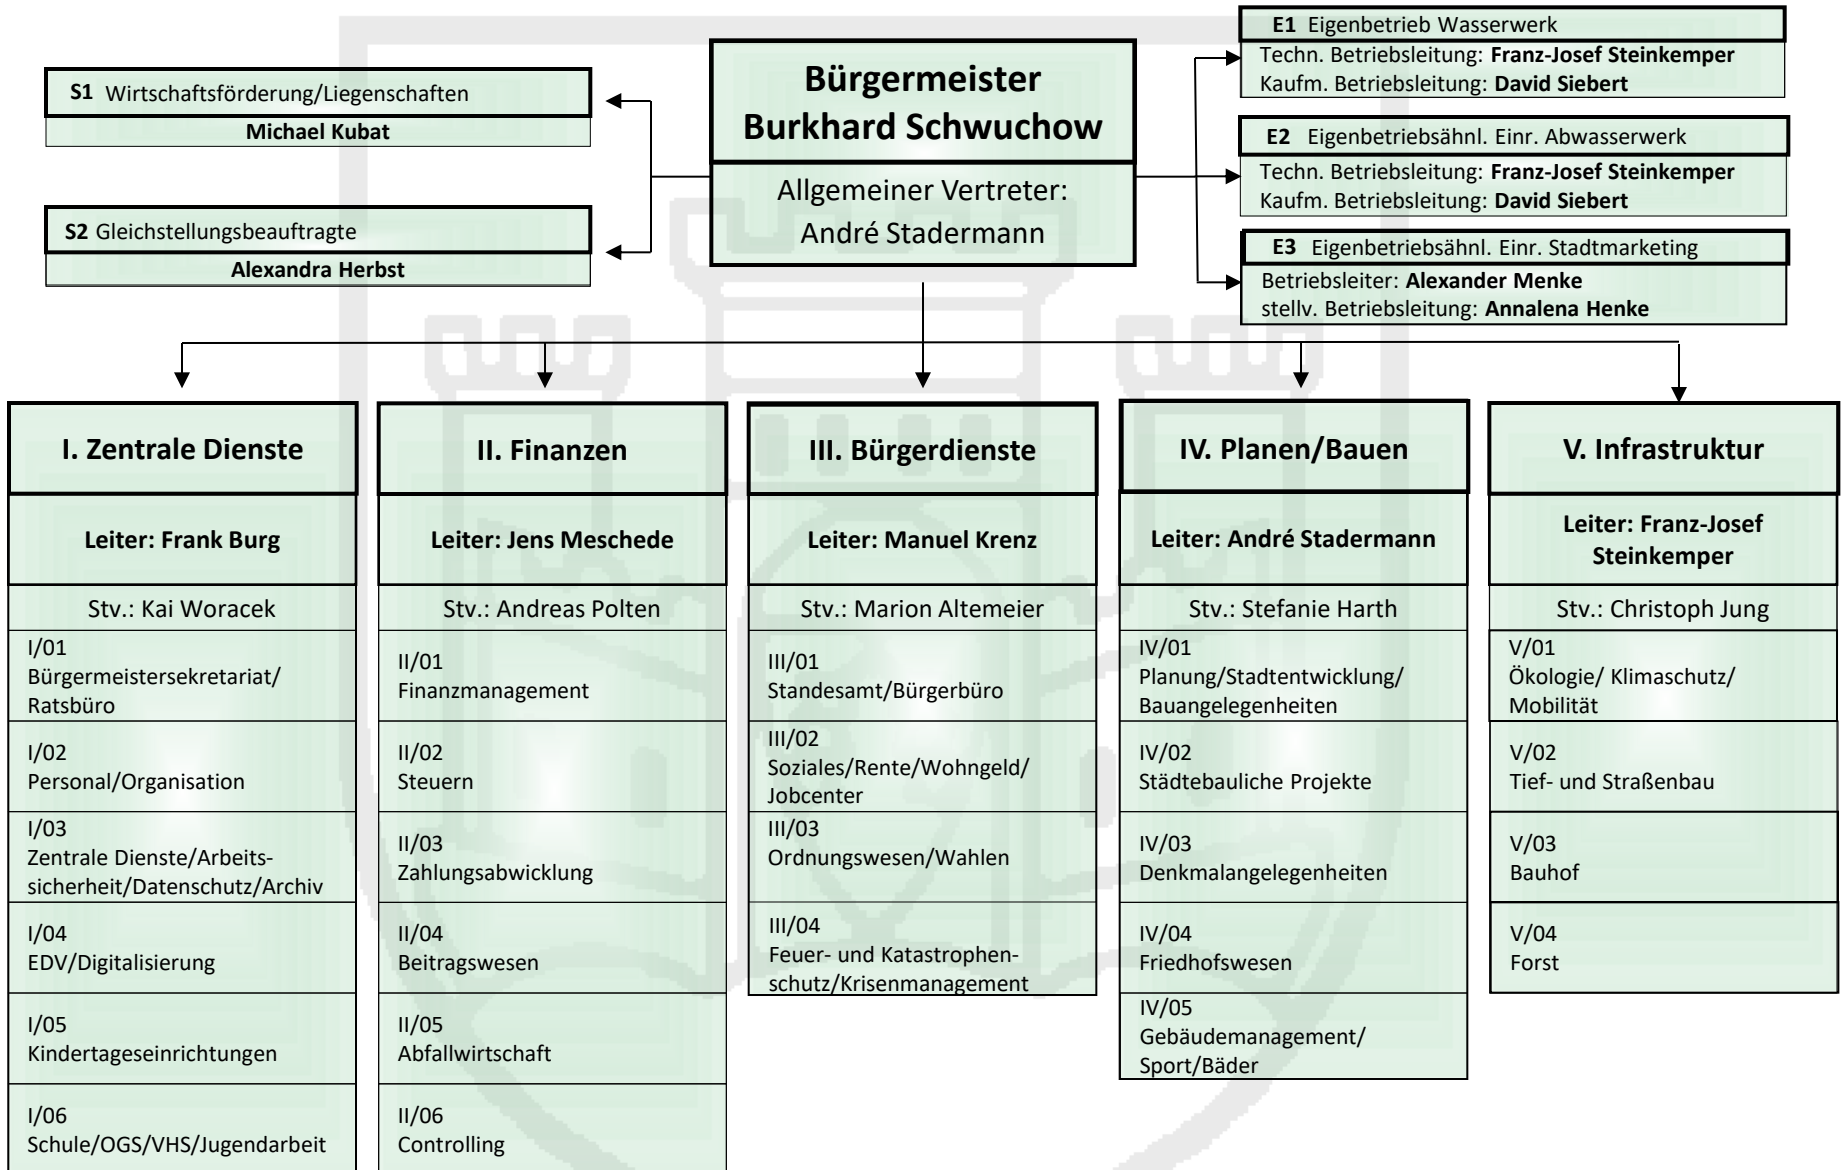 Bürgermeister
Burkhard Schwuchow
Allgemeiner Vertreter:
André Stadermann
S1 Wirtschaftsförderung/Liegenschaften
Michael Kubat
S2 Gleichstellungsbeauftragte
Alexandra Herbst
E1 Eigenbetrieb Wasserwerk
Techn. Betriebsleitung: Franz-Josef Steinkemper
Kaufm. Betriebsleitung: David Siebert
E2 Eigenbetriebsähnl. Einr. Abwasserwerk
Techn. Betriebsleitung: Franz-Josef Steinkemper
Kaufm. Betriebsleitung: David Siebert
E3 Eigenbetriebsähnl. Einr. Stadtmarketing
Betriebsleiter: Alexander Menke
stellv. Betriebsleitung: Annalena Henke
I. Zentrale Dienste
Leiter: Frank Burg
Stv.: Kai Woracek
I/01
Bürgermeistersekretariat/
Ratsbüro
I/02
Personal/Organisation
I/03
Zentrale Dienste/Arbeits-
sicherheit/Datenschutz/Archiv
I/04
EDV/Digitalisierung
I/05
Kindertageseinrichtungen
I/06
Schule/OGS/VHS/Jugendarbeit
II. Finanzen
Leiter: Jens Meschede
Stv.: Andreas Polten
II/01
Finanzmanagement
II/02
Steuern
II/03
Zahlungsabwicklung
II/04
Beitragswesen
II/05
Abfallwirtschaft
II/06
Controlling
III. Bürgerdienste
Leiter: Manuel Krenz
Stv.: Marion Altemeier
III/01
Standesamt/Bürgerbüro
III/02
Soziales/Rente/Wohngeld/
Jobcenter
III/03
Ordnungswesen/Wahlen
III/04
Feuer- und Katastrophen-
schutz/Krisenmanagement
IV. Planen/Bauen
Leiter: André Stadermann
Stv.: Stefanie Harth
IV/01
Planung/Stadtentwicklung/
Bauangelegenheiten
IV/02
Städtebauliche Projekte
IV/03
Denkmalangelegenheiten
IV/04
Friedhofswesen
IV/05
Gebäudemanagement/
Sport/Bäder
V. Infrastruktur
Leiter: Franz-Josef
Steinkemper
Stv.: Christoph Jung
V/01
Ökologie/ Klimaschutz/
Mobilität
V/02
Tief- und Straßenbau
V/03
Bauhof
V/04
Forst